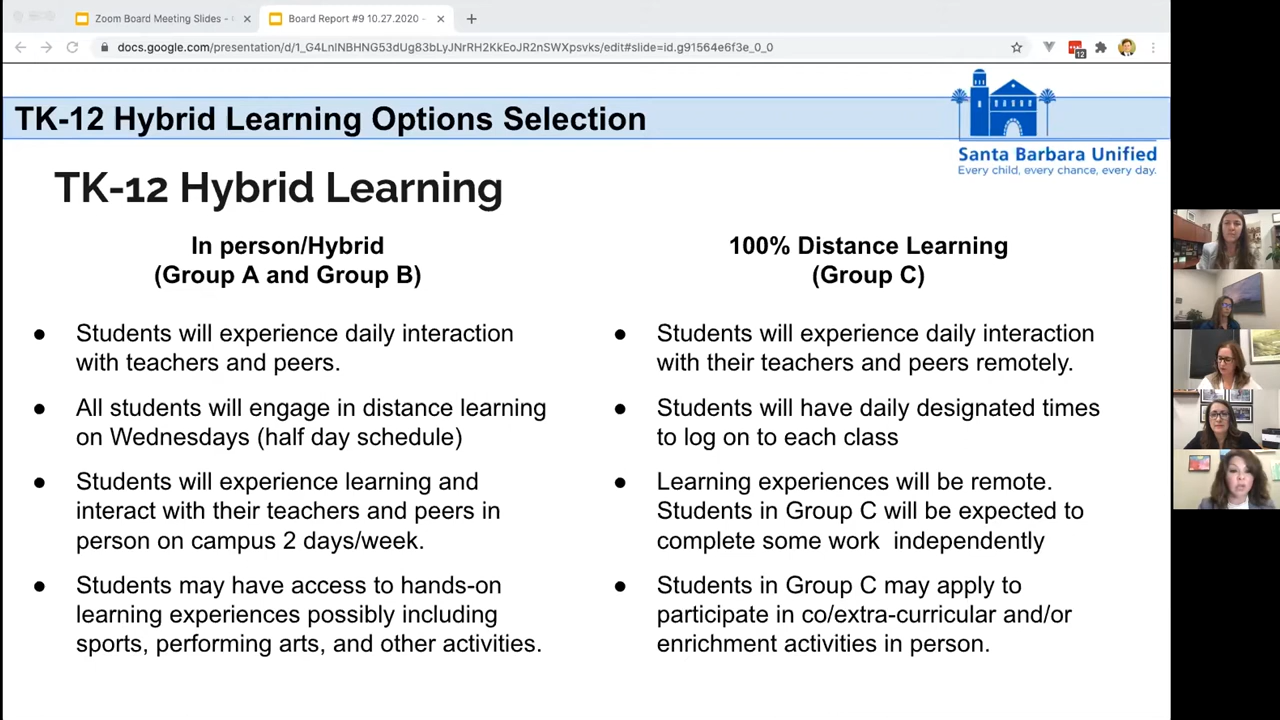 Zoom Board Meeting Slides -
Board Report #9 10.27.2020 -
docs.google.com/presentation/d/1_G4LnlNBHNG53dUg83bLyJNrRH2KkEoJR2nSWXpsvks/edit#slide=id.g91564e6f3e_0_0
12
TK-12 Hybrid Learning Options Selection
Santa Barbara Unified
Every child, every chance, every day.
TK-12 Hybrid Learning
In person/Hybrid
(Group A and Group B)
● Students will experience daily interaction
with teachers and peers.
● All students will engage in distance learning
on Wednesdays (half day schedule)
● Students will experience learning and
interact with their teachers and peers in
person on campus 2 days/week.
● Students may have access to hands-on
learning experiences possibly including
sports, performing arts, and other activities.
100% Distance Learning
(Group C)
● Students will experience daily interaction
with their teachers and peers remotely.
● Students will have daily designated times
to log on to each class
● Learning experiences will be remote.
Students in Group C will be expected to
complete some work independently
● Students in Group C may apply to
participate in co/extra-curricular and/or
enrichment activities in person.